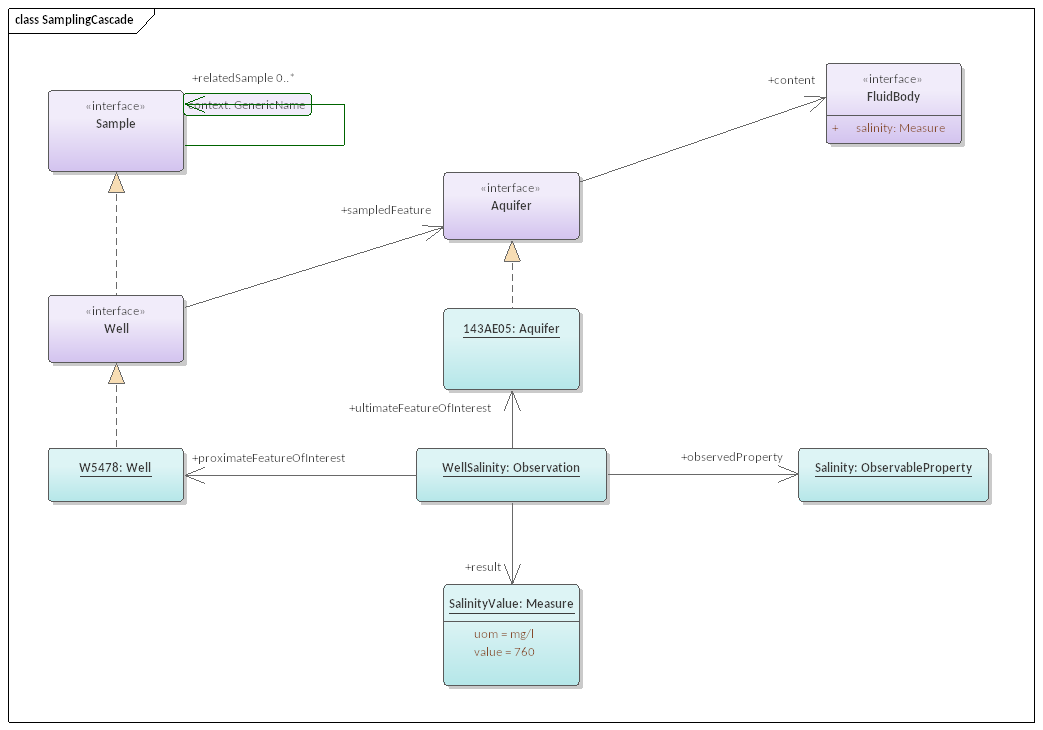 class SamplingCascade
+relatedSample 0..*
«interface»
Sample
context: GenericName
+content
«interface»
FluidBody
+ salinity: Measure
«interface»
Aquifer
+sampledFeature
«interface»
Well
143AE05: Aquifer
+ultimateFeatureOfInterest
W5478: Well
+proximateFeatureOfInterest
WellSalinity: Observation
+observedProperty
Salinity: ObservableProperty
+result
SalinityValue: Measure
uom = mg/l
value = 760